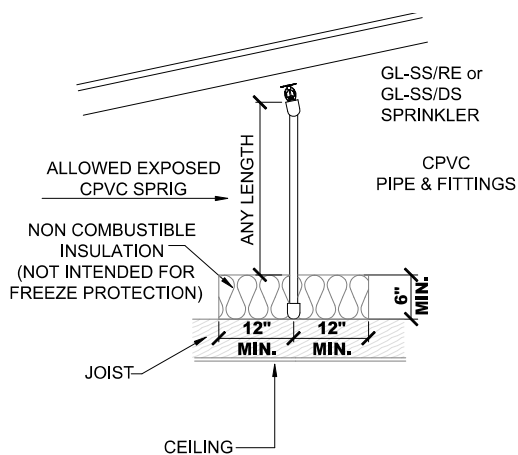 GL-SS/RE or
GL-SS/DS
SPRINKLER
ALLOWED EXPOSED
CPVC SPRIG
ANY LENGTH
CPVC
PIPE & FITTINGS
NON COMBUSTIBLE
INSULATION
(NOT INTENDED FOR
FREEZE PROTECTION)
6"
MIN.
12"
MIN.
12"
MIN.
JOIST
CEILING